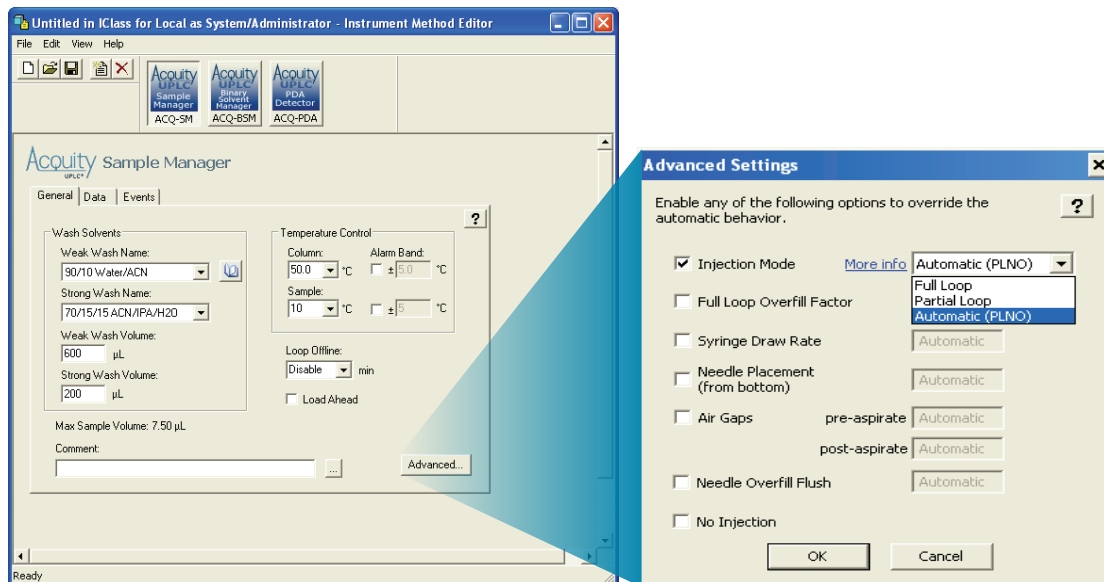 Untitled in IClass for Local as System/Administrator - Instrument Method Editor
File Edit View Help
Acquity UPLC Sample Manager
ACQ-SM
Acquity UPLC Binary Solvent Manager
ACQ-BSM
Acquity UPLC PDA Detector
ACQ-PDA
Acquity UPLC® Sample Manager
General Data Events
?
Wash Solvents
Weak Wash Name:
90/10 Water/ACN
Strong Wash Name:
70/15/15 ACN/IPA/H2O
Weak Wash Volume:
600 µL
Strong Wash Volume:
200 µL
Temperature Control
Column: Alarm Band:
50.0 °C ± 5.0 °C
Sample:
10 °C ± 5 °C
Loop Offline:
Disable min
Load Ahead
Max Sample Volume: 7.50 µL
Comment:
...
Advanced...
Ready
Advanced Settings
Enable any of the following options to override the
automatic behavior.
?
Injection Mode More info Automatic (PLNO)
Full Loop
Partial Loop
Automatic (PLNO)
Full Loop Overfill Factor
Syringe Draw Rate Automatic
Needle Placement
(from bottom) Automatic
Air Gaps pre-aspirate Automatic
post-aspirate Automatic
Needle Overfill Flush Automatic
No Injection
OK Cancel